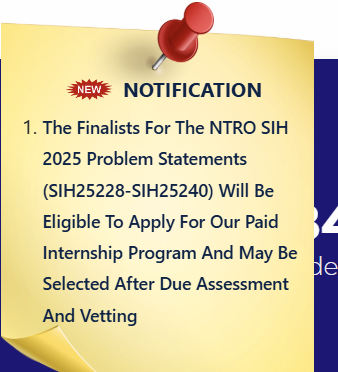 NEW NOTIFICATION
1. The Finalists For The NTRO SIH
2025 Problem Statements
(SIH25228-SIH25240) Will Be
Eligible To Apply For Our Paid
Internship Program And May Be
Selected After Due Assessment
And Vetting